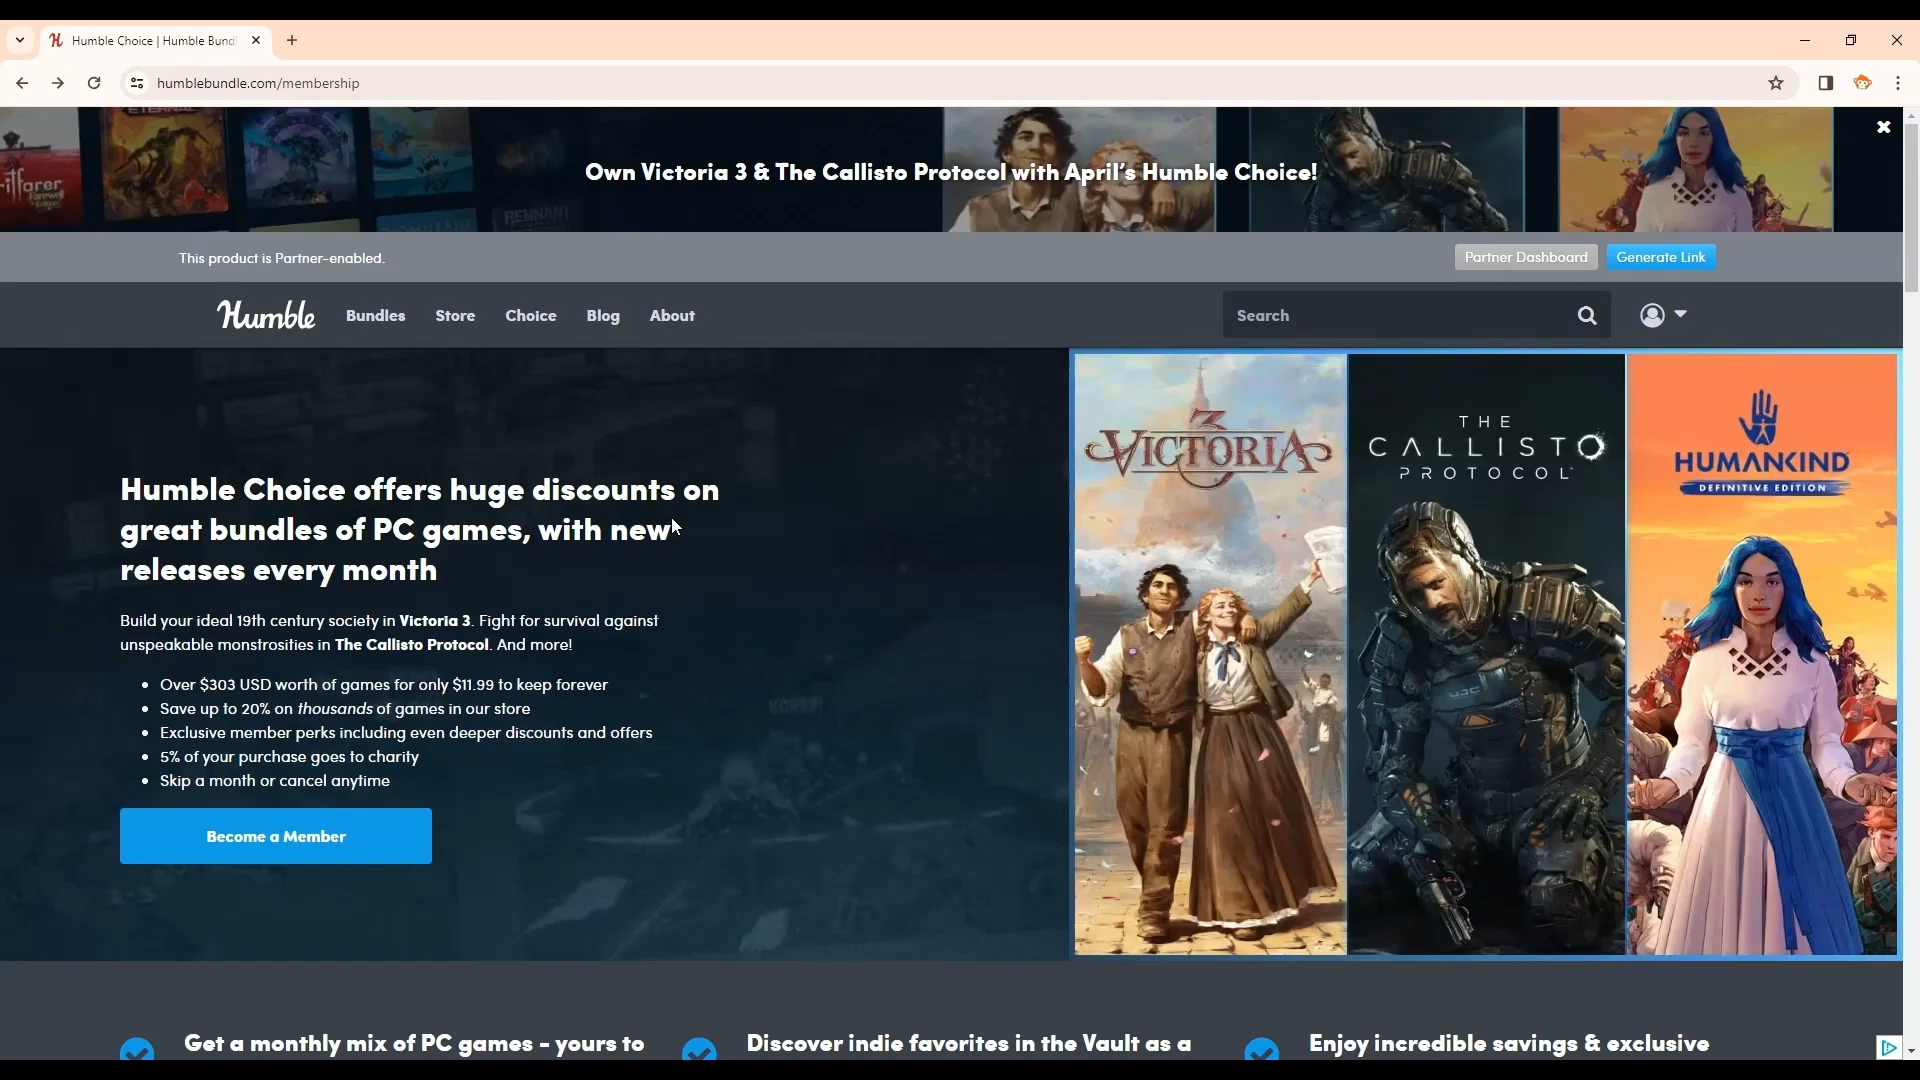 Humble Choice | Humble Bund
humblebundle.com/membership
ETERNAL
itfarer
REMNANT
Own Victoria 3 & The Callisto Protocol with April's Humble Choice!
This product is Partner-enabled.
Partner Dashboard
Generate Link
Humble
Bundles
Store
Choice
Blog
About
Search
Humble Choice offers huge discounts on
great bundles of PC games, with new
releases every month
Build your ideal 19th century society in Victoria 3. Fight for survival against
unspeakable monstrosities in The Callisto Protocol. And more!
• Over $303 USD worth of games for only $11.99 to keep forever
• Save up to 20% on thousands of games in our store
• Exclusive member perks including even deeper discounts and offers
• 5% of your purchase goes to charity
• Skip a month or cancel anytime
Become a Member
3
VICTORIA
THE
CALLISTO
PROTOCOL
HUMANKIND
DEFINITIVE EDITION
Get a monthly mix of PC games - yours to
Discover indie favorites in the Vault as a
Enjoy incredible savings & exclusive